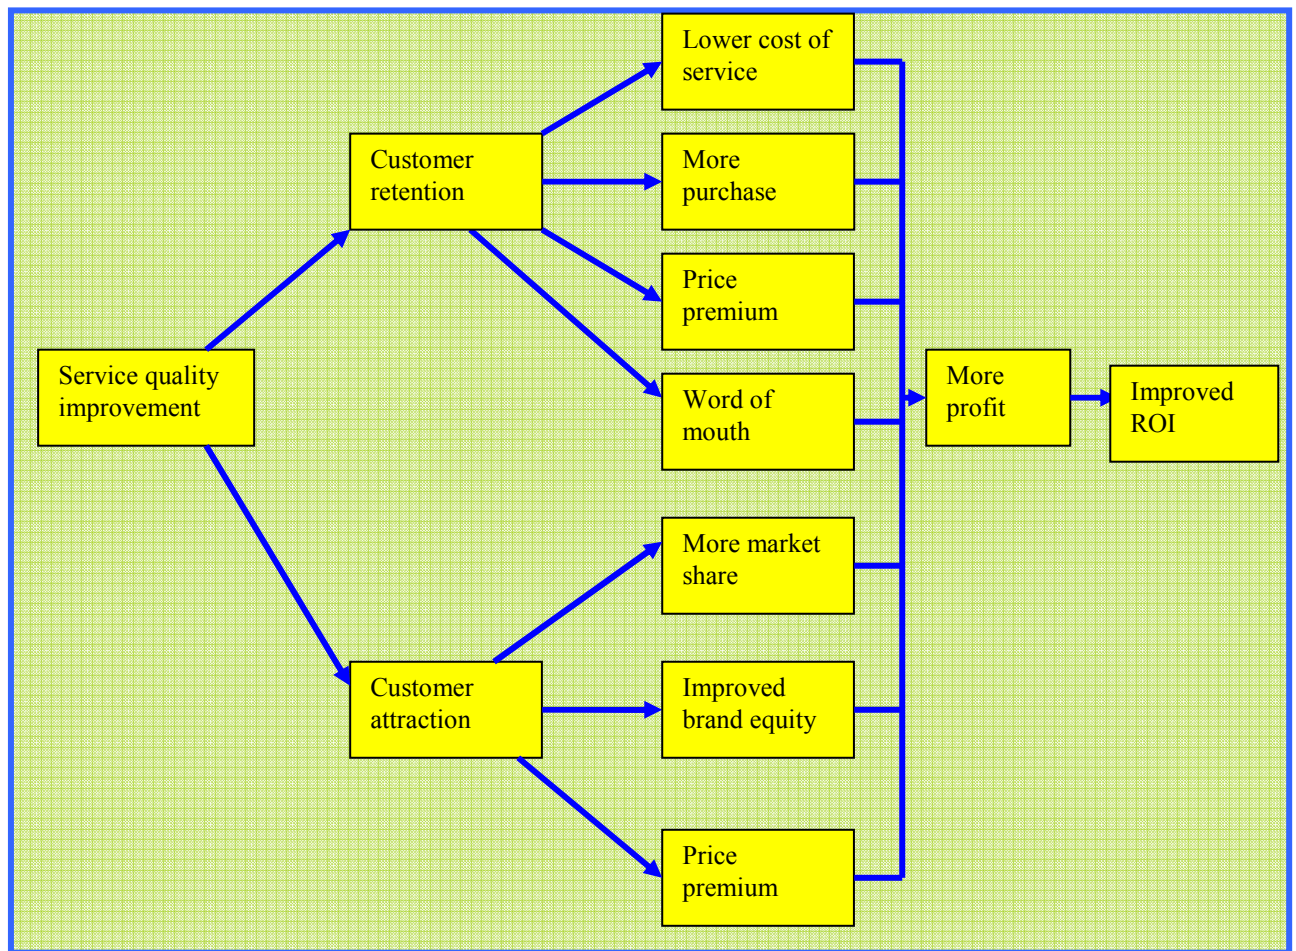 Lower cost of
service
Customer
retention
More
purchase
Price
premium
Service quality
improvement
Word of
mouth
More
profit
Improved
ROI
More market
share
Customer
attraction
Improved
brand equity
Price
premium